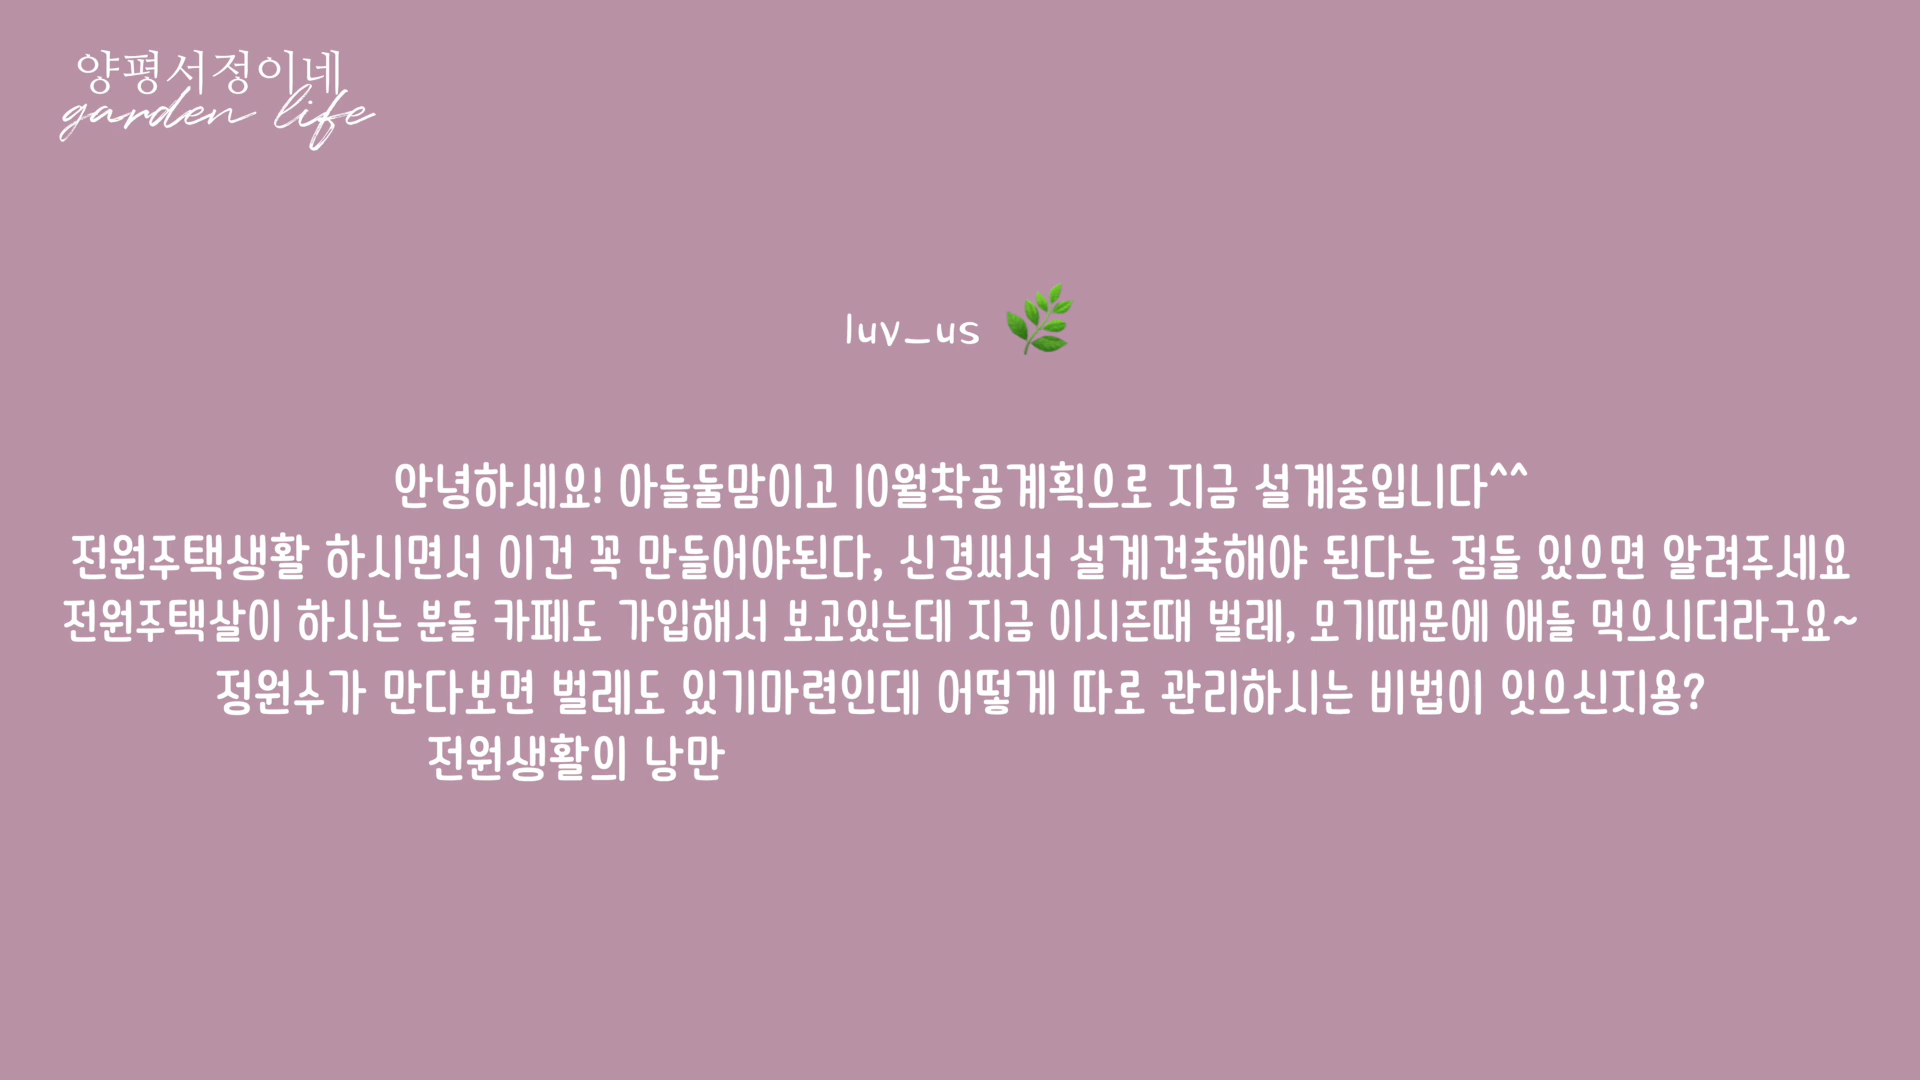 양평서정이네
garden life
luv_us
안녕하세요! 아들둘맘이고 10월착공계획으로 지금 설계중입니다^^
전원주택생활 하시면서 이건 꼭 만들어야된다, 신경써서 설계건축해야 된다는 점들 있으면 알려주세요
전원주택살이 하시는 분들 카페도 가입해서 보고있는데 지금 이시즌때 벌레, 모기때문에 애들 먹으시더라구요~
정원수가 많다보면 벌레도 있기마련인데 어떻게 따로 관리하시는 비법이 잇으신지용?
전원생활의 낭만